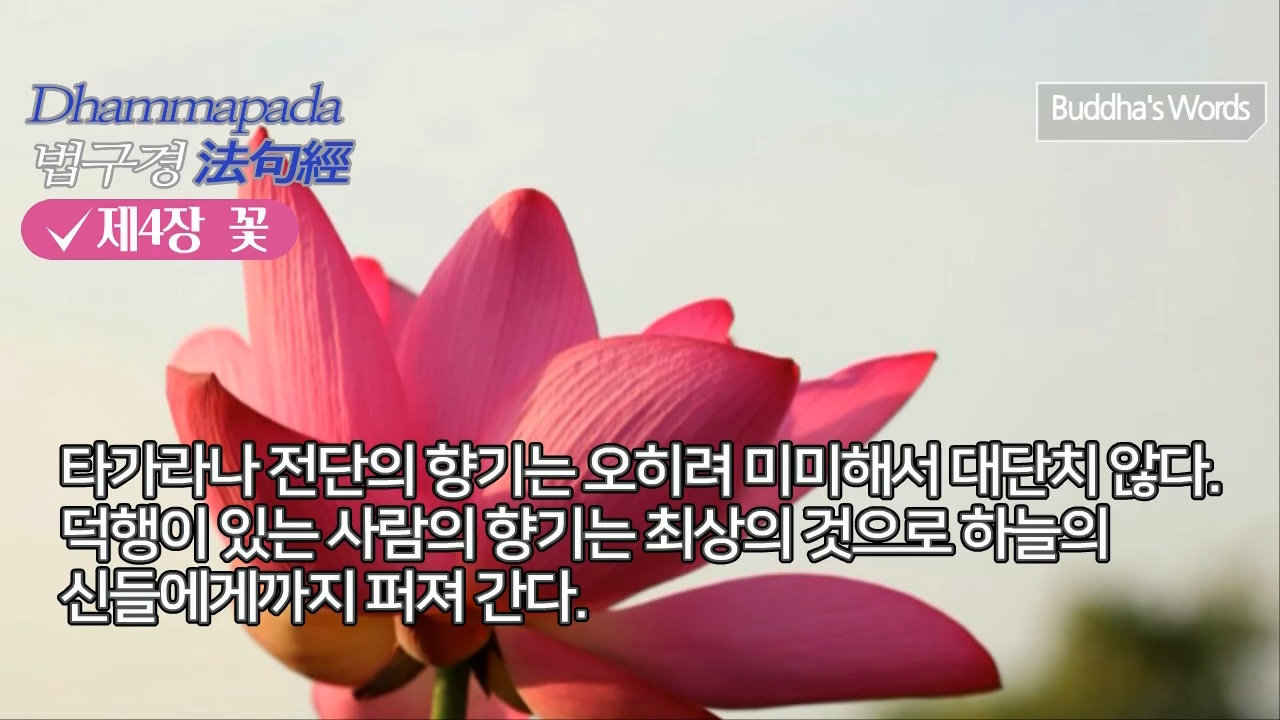 Dhammapada
Buddha's Words
법구경 法句經
제4장 꽃
타가라나 전단의 향기는 오히려 미미해서 대단치 않다.
덕행이 있는 사람의 향기는 최상의 것으로 하늘의
신들에게까지 퍼져 간다.